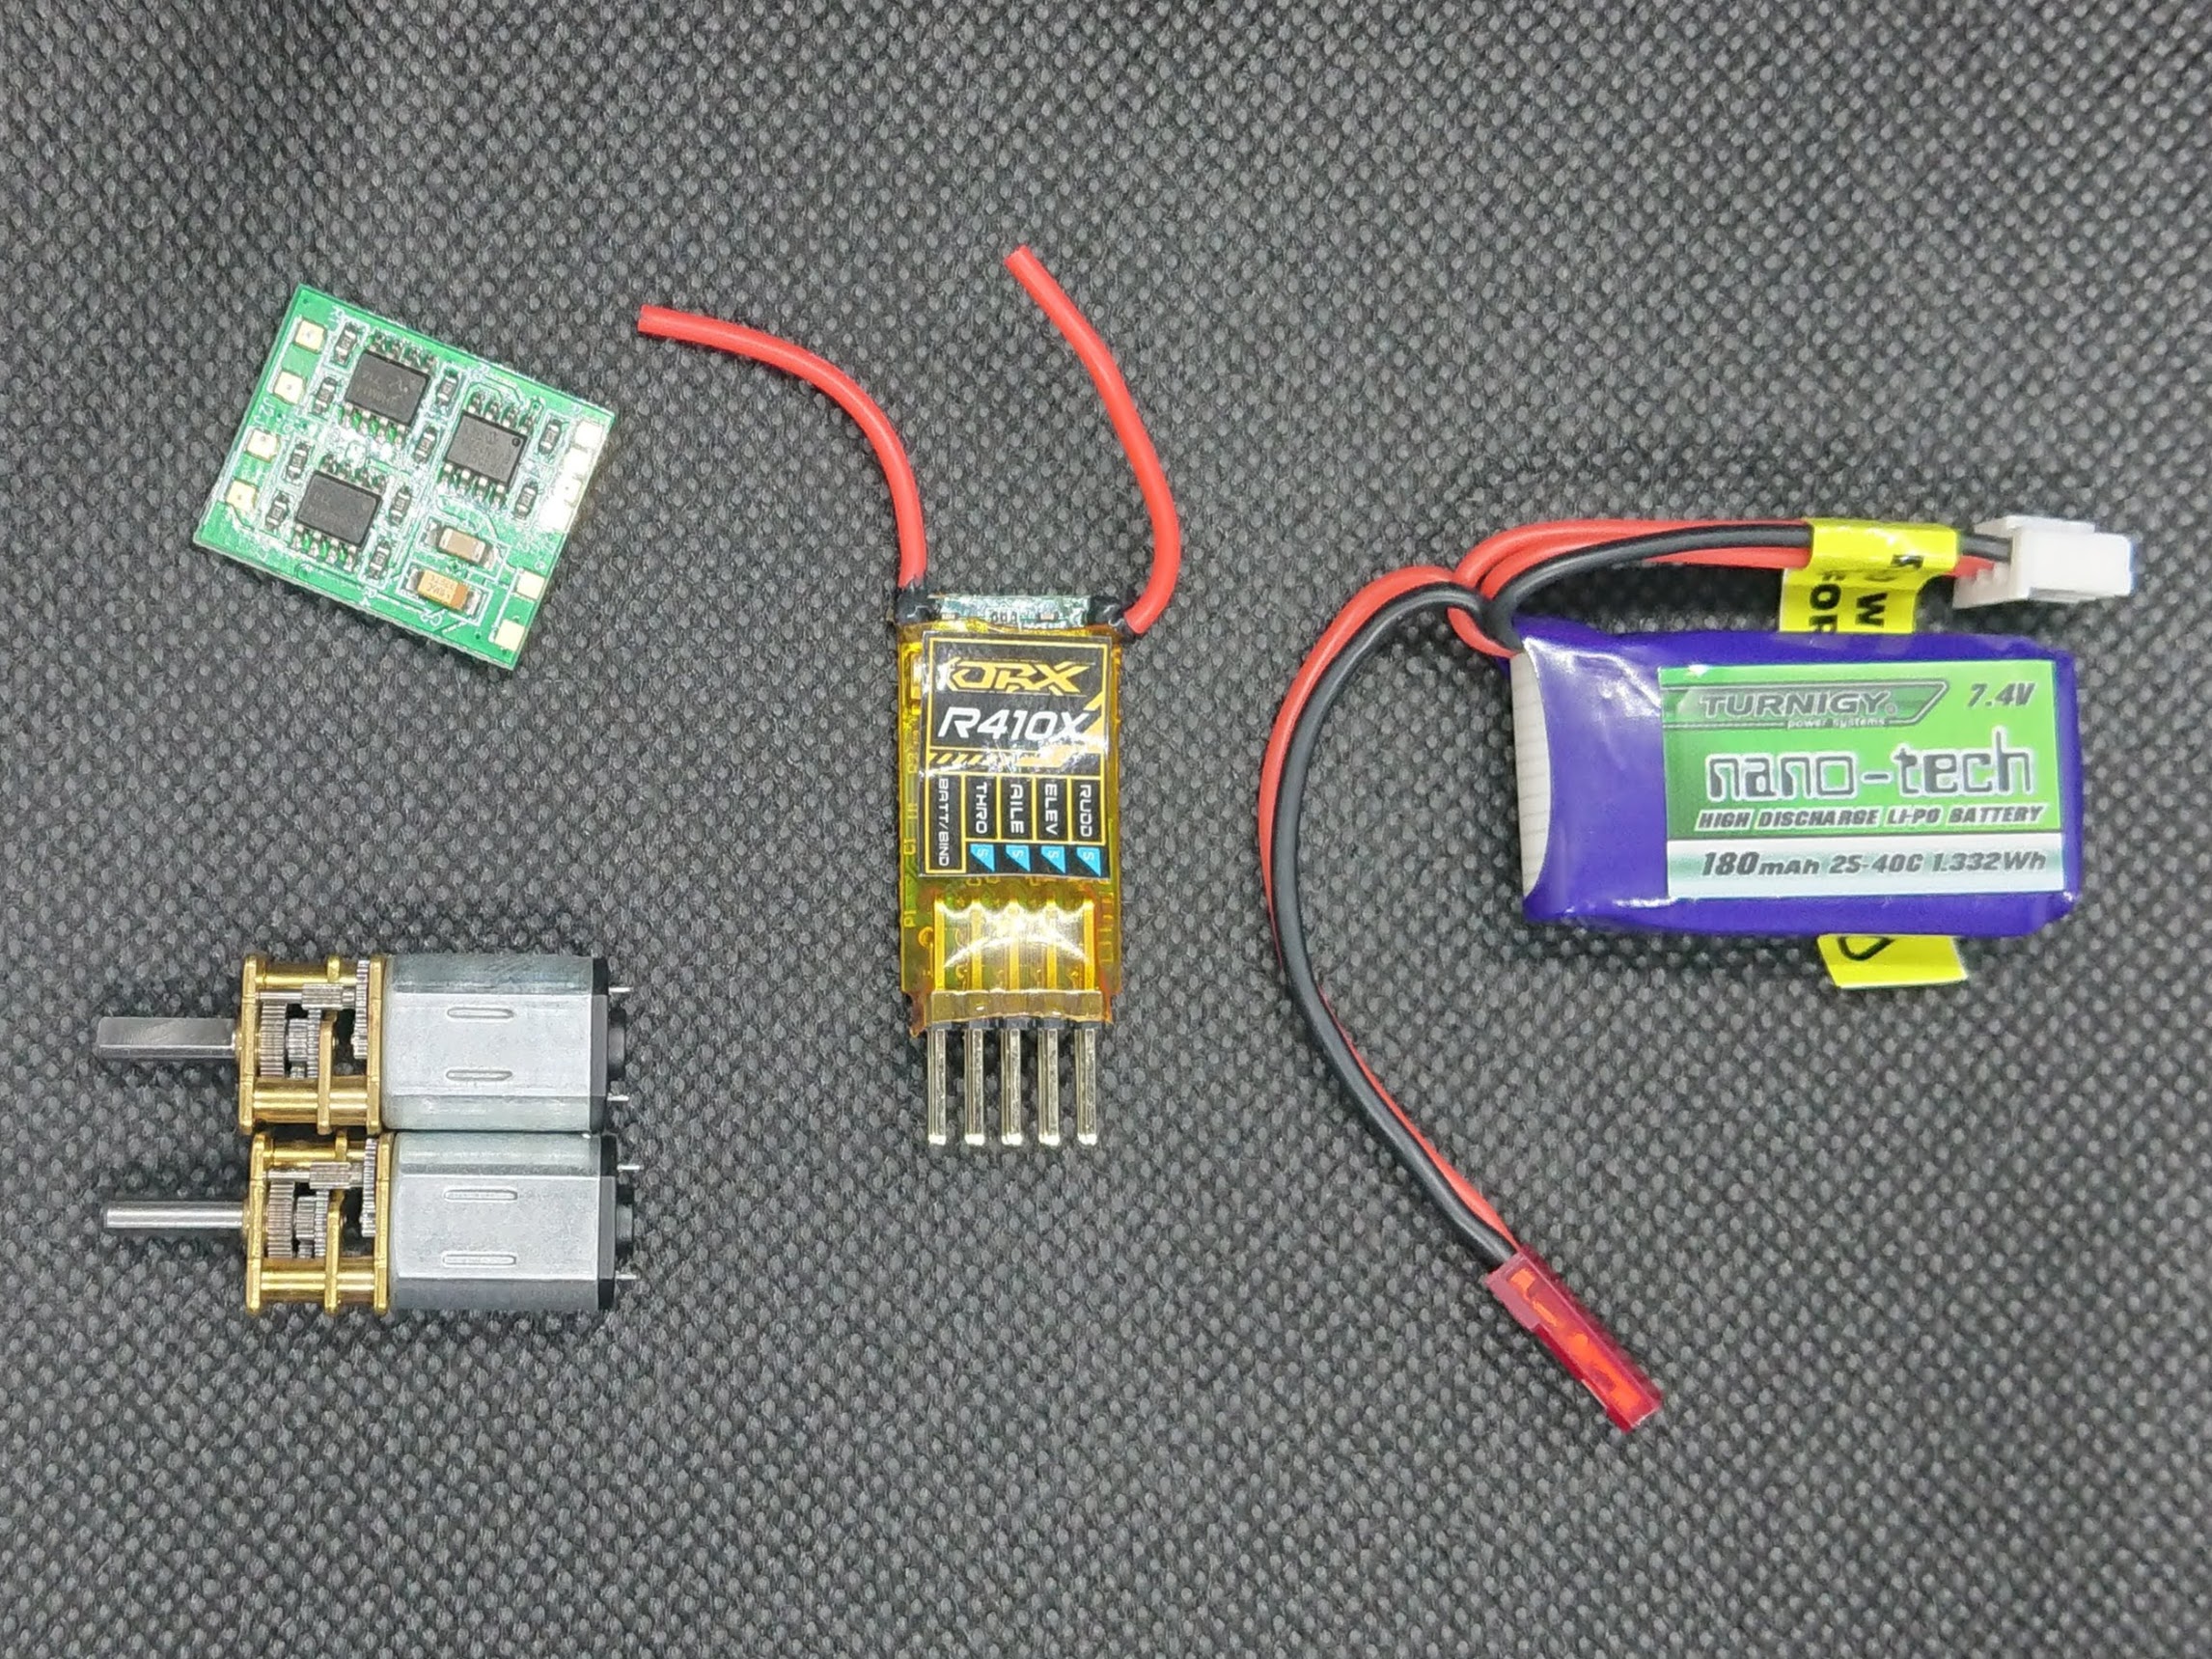 ORX
R410X
BATT/BIND
THRO
AILE
ELEV
RUDD
TURNIGY
power systems
7.4V
nano-tech
HIGH DISCHARGE LI-PO BATTERY
180mAh 2S-40C 1.332Wh